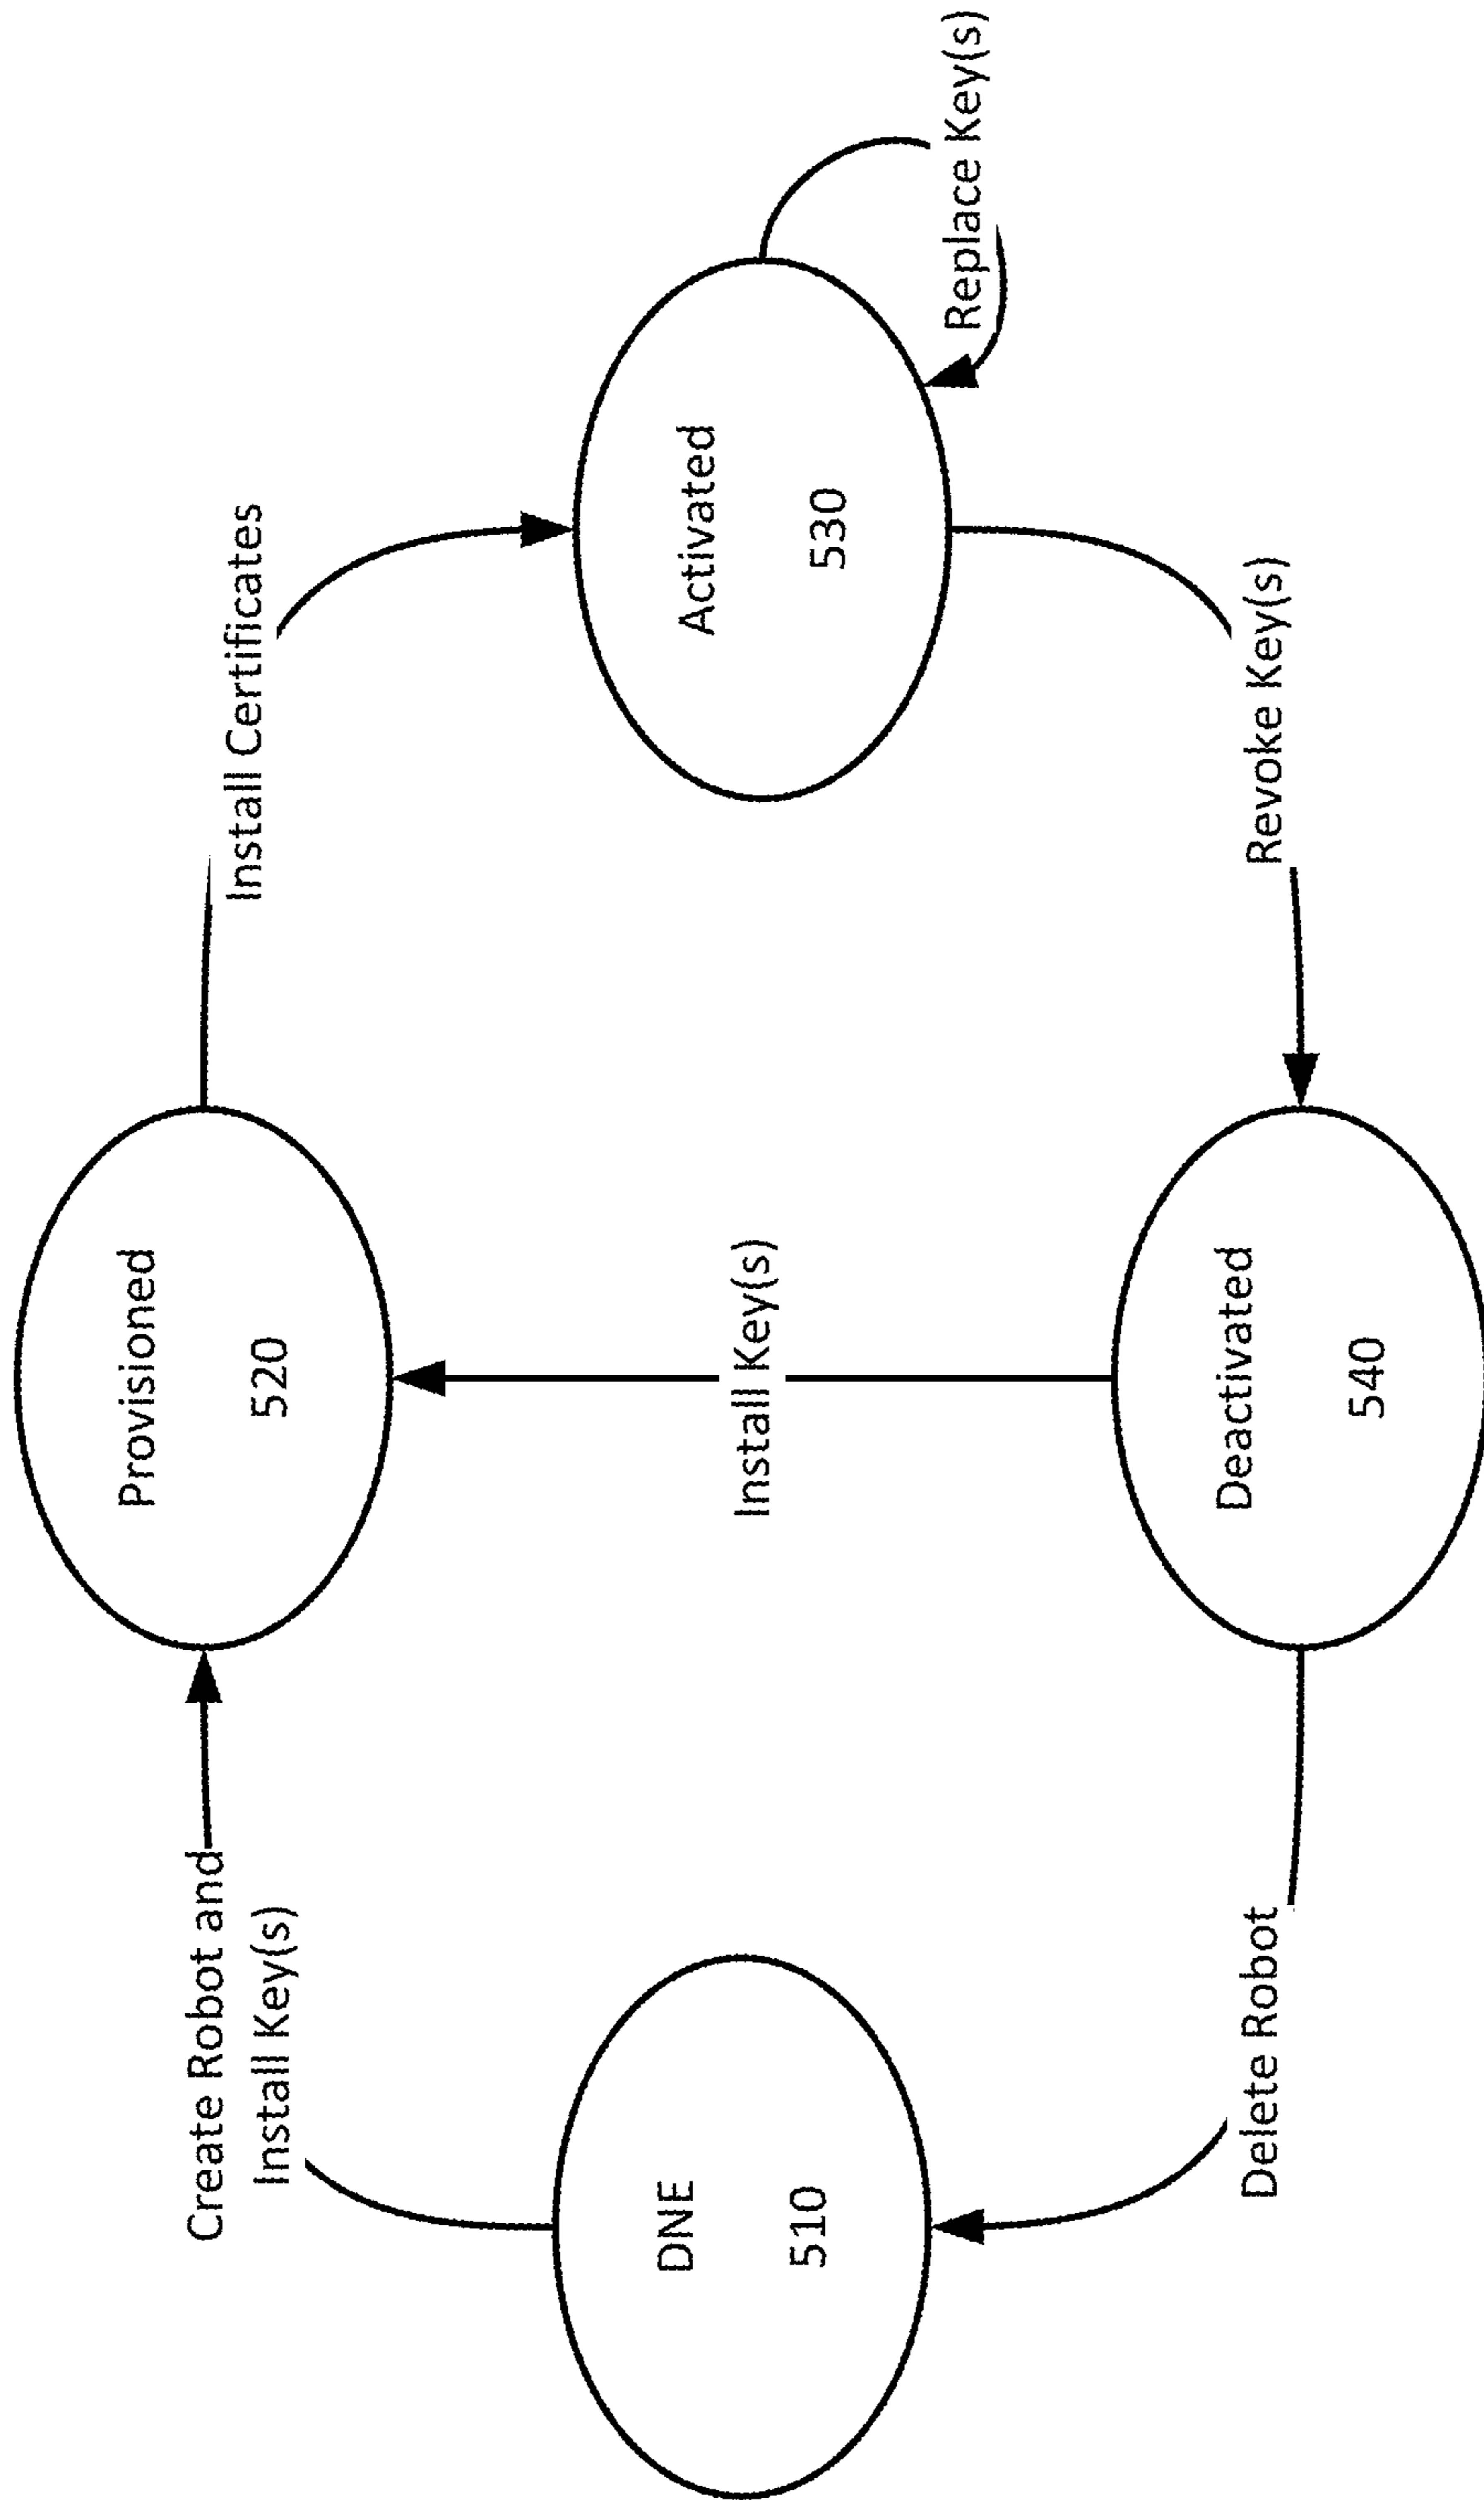 Create Robot and
Install Key(s)
Provisioned
520
Install Certificates
DNE
510
Install Key(s)
Activated
530
Replace Key(s)
Delete Robot
Deactivated
540
Revoke Key(s)